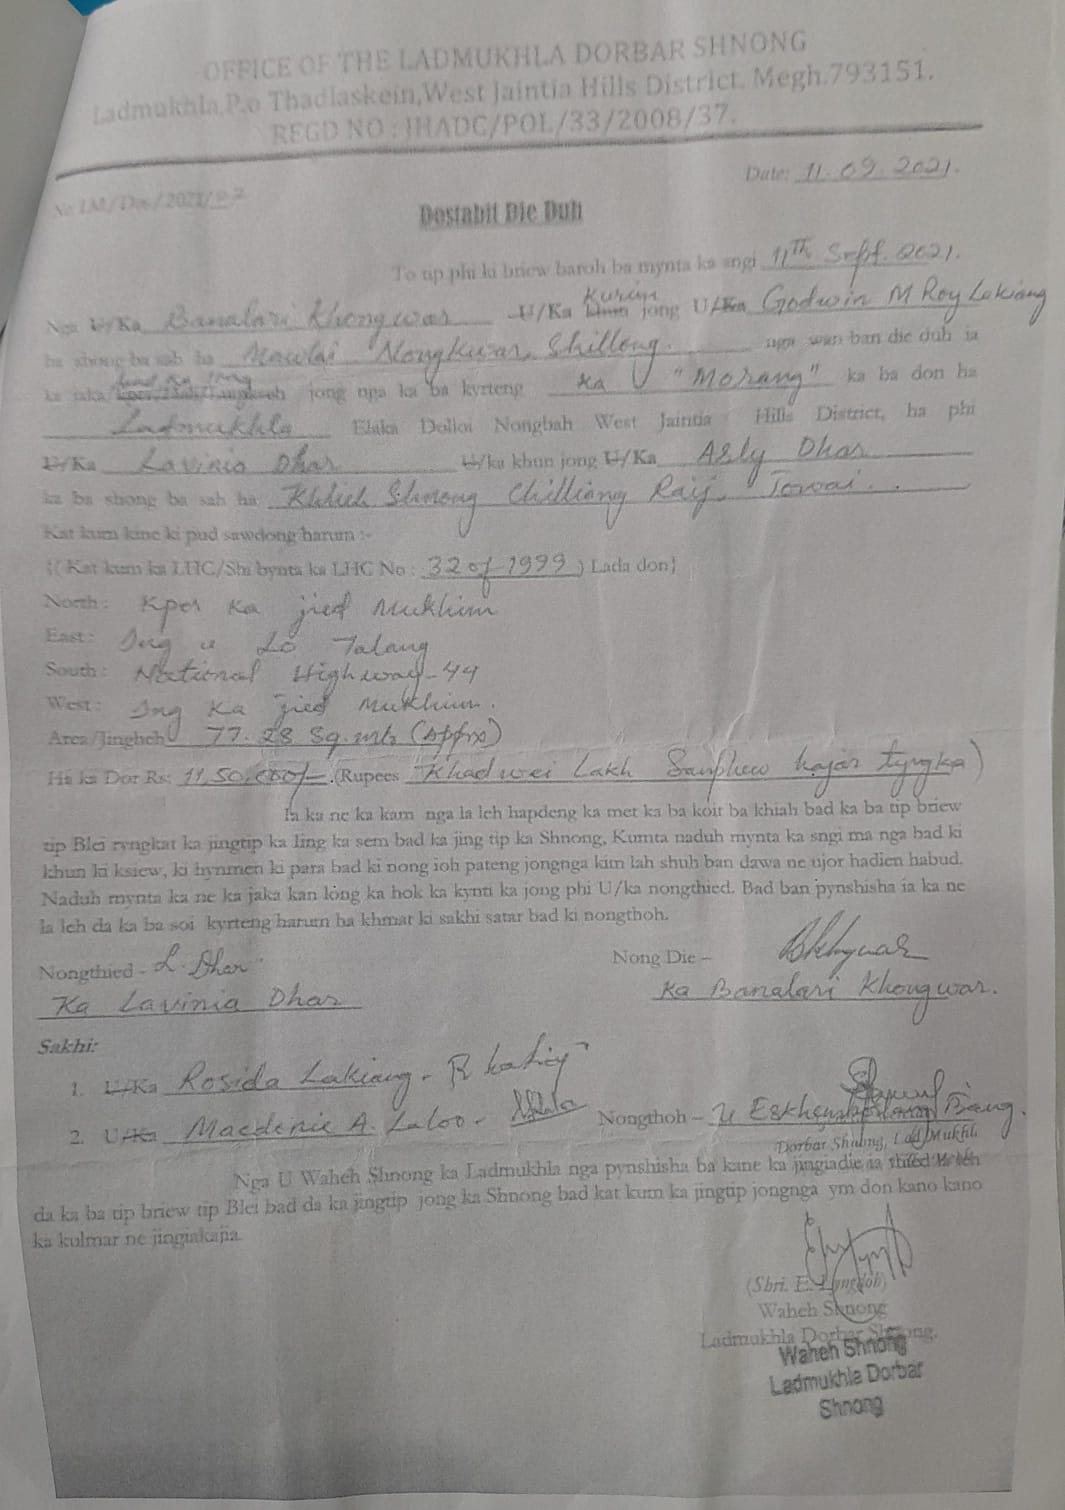 OFFICE OF THE LADMUKHLA DORBAR SHNONG
Ladmukhla,P.o Thadlaskein,West Jaintia Hills District. Megh.793151.
REGD NO : JHADC/POL/33/2008/37.
Date: 11.09.2021.
No LM/Dos/2021/
Dostabit Die Duh
To tip phi ki briew baroh ba mynta ka sngi 11Th Sept. 2021.
Nga U/Ka Banalari Khongwar U/Ka khun Kurim jong U/Ka Godwin M Roy Lakiang
ba shong ba sah ha Mawlai Nongkwar, Shillong. nga wan ban die duh ia
ka jaka jong nga ka ba kyrteng ka "Morang" ka ba don ha
Ladmukhla Elaka Dolloi Nongbah West Jaintia Hills District, ha phi
U/Ka Lavinia Dhar U/ka khun jong U/Ka Asly Dhar
ka ba shong ba sah ha Khlieh Shnong Chilliang Raij, Jowai.
Kat kum kine ki pud sawdong harum :-
{( Kat kum ka LHC/Shi bynta ka LHC No : 32 of 1999 ) Lada don}
North : Kper ka jied Mukhim
East : Ing u Lo Talang
South : National Highway-44
West : Ing Ka jied Mukhim.
Area/Jingheh 77.28 Sq.mts (Apprx)
Ha ka Dor Rs: 11,50,000/- .(Rupees Khadwei Lakh Sanphew hajar tyngka)
Ia ka ne ka kam nga la leh hapdeng ka met ka ba koit ba khiah bad ka ba tip briew
tip Blei ryngkat ka jingtip ka Iing ka sem bad ka jing tip ka Shnong, Kumta naduh mynta ka sngi ma nga bad ki
khun ki ksiew, ki hynmen ki para bad ki nong ioh pateng jongnga kim lah shuh ban dawa ne ujor hadien habud.
Naduh mynta ka ne ka jaka kan long ka hok ka kynti ka jong phi U/ka nongthied. Bad ban pynshisha ia ka ne
la leh da ka ba soi kyrteng harum ha khmat ki sakhi satar bad ki nongthoh.
Nongthied - L. Dhar
Nong Die – Bkhgwar
Ka Lavinia Dhar
Ka Banalari Khongwar.
Sakhi:
1. U/Ka Rosida Lakiang -
2. U/Ka Macdenie A. Laloo -
Nongthoh – U
Dorbar Shnong, Lad Mukhla
Nga U Waheh Shnong ka Ladmukhla nga pynshisha ba kane ka jingiadie ia
da ka ba tip briew tip Blei bad da ka jingtip jong ka Shnong bad kat kum ka jingtip jongnga ym don kano kano
ka kulmar ne jingiakajia.
(Shri. E. Lyngdoh)
Waheh Shnong
Ladmukhla Dorbar Shnong.
Waheh Shnong
Ladmukhla Dorbar
Shnong